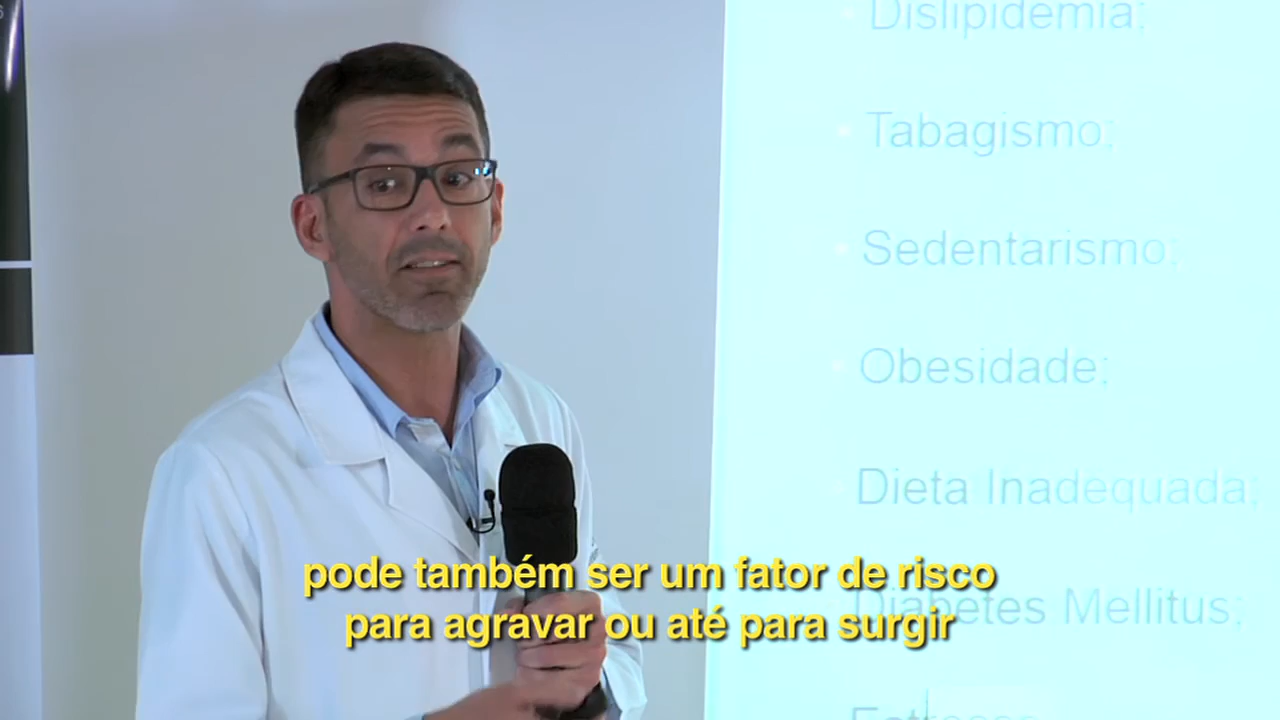 Dislipidemia;
Tabagismo;
Sedentarismo;
Obesidade;
Dieta Inadequada;
Diabetes Mellitus;
pode também ser um fator de risco
para agravar ou até para surgir